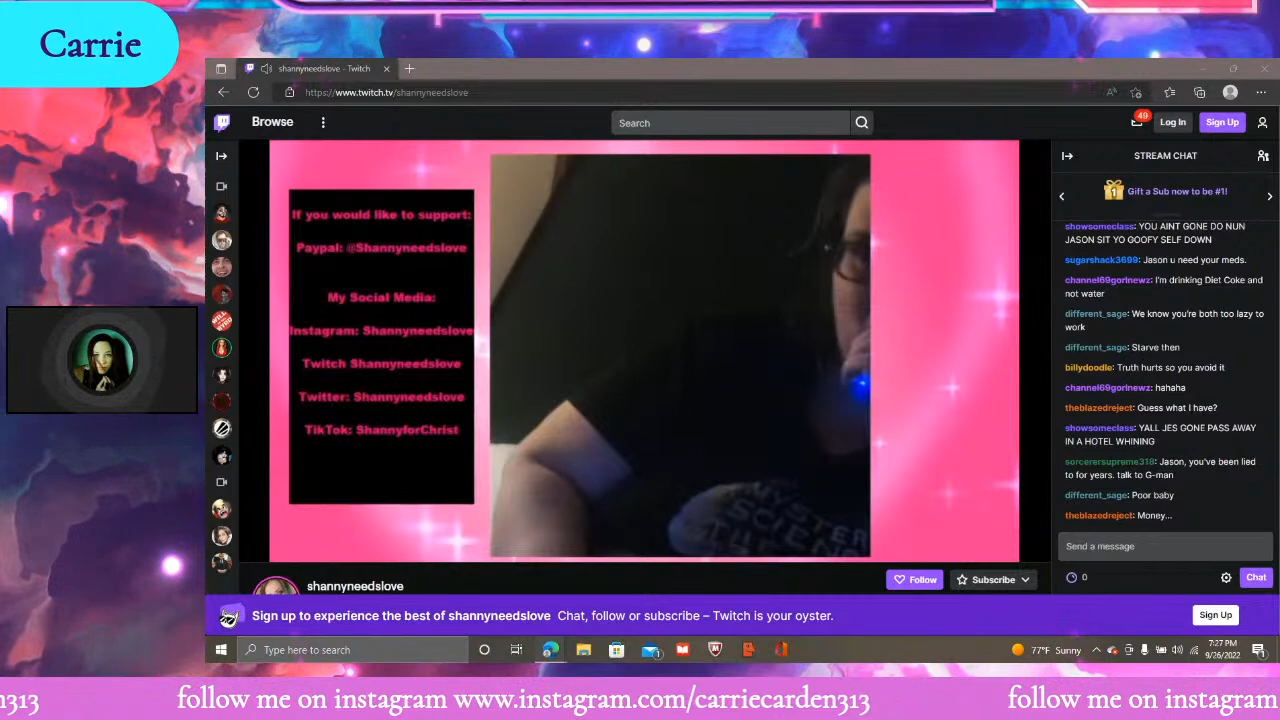 Carrie
shannyneedslove - Twitch
https://www.twitch.tv/shannyneedslove
Browse
Search
49
Log In
Sign Up
If you would like to support:
Paypal: @Shannyneedslove
My Social Media:
Instagram: Shannyneedslove
Twitch Shannyneedslove
Twitter: Shannyneedslove
TikTok: ShannyforChrist
STREAM CHAT
1
Gift a Sub now to be #1!
showsomeclass: YOU AINT GONE DO NUN
JASON SIT YO GOOFY SELF DOWN
sugarshack3699: Jason u need your meds.
channel69gorlnewz: I'm drinking Diet Coke and
not water
different_sage: We know you're both too lazy to
work
different_sage: Starve then
billydoodle: Truth hurts so you avoid it
channel69gorlnewz: hahaha
theblazedreject: Guess what I have?
showsomeclass: YALL JES GONE PASS AWAY
IN A HOTEL WHINING
sorcerersupreme318: Jason, you've been lied
to for years. talk to G-man
different_sage: Poor baby
theblazedreject: Money...
Send a message
0
Chat
shannyneedslove
Follow
Subscribe
Sign up to experience the best of shannyneedslove Chat, follow or subscribe – Twitch is your oyster.
Sign Up
Type here to search
77°F Sunny
7:27 PM
9/26/2022
n313 follow me on instagram www.instagram.com/carriecarden313 follow me on instagram